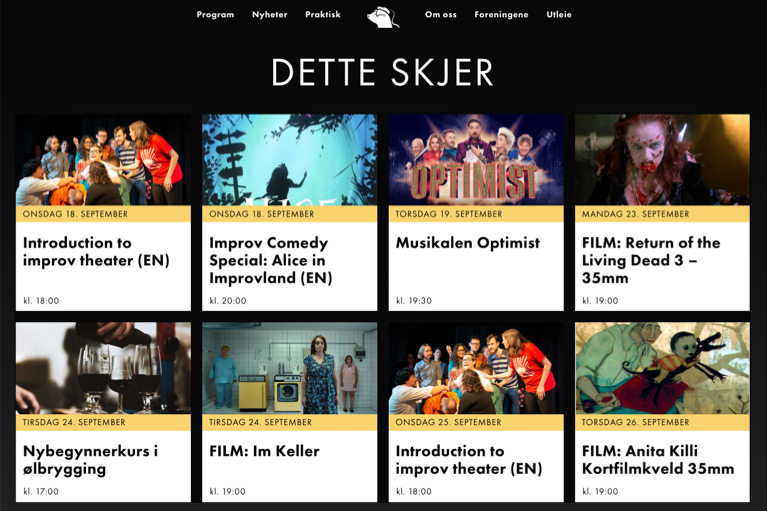 Program Nyheter Praktisk Om oss Foreningene Utleie
DETTE SKJER
OPTIMIST
ONSDAG 18. SEPTEMBER
Introduction to
improv theater (EN)
kl. 18:00
ONSDAG 18. SEPTEMBER
Improv Comedy
Special: Alice in
Improvland (EN)
kl. 20:00
TORSDAG 19. SEPTEMBER
Musikalen Optimist
kl. 19:30
MANDAG 23. SEPTEMBER
FILM: Return of the
Living Dead 3 –
35mm
kl. 19:00
TIRSDAG 24. SEPTEMBER
Nybegynnerkurs i
ølbrygging
kl. 17:00
TIRSDAG 24. SEPTEMBER
FILM: Im Keller
kl. 19:00
ONSDAG 25. SEPTEMBER
Introduction to
improv theater (EN)
kl. 18:00
TORSDAG 26. SEPTEMBER
FILM: Anita Killi
Kortfilmkveld 35mm
kl. 19:00